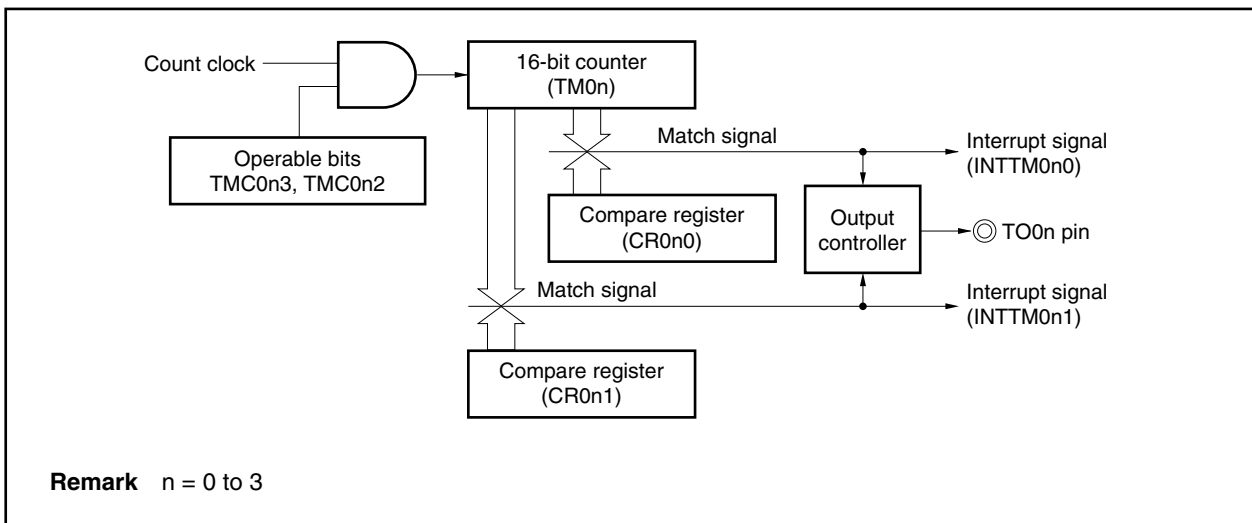 Count clock
16-bit counter
(TM0n)
Operable bits
TMC0n3, TMC0n2
Match signal
Interrupt signal
(INTTM0n0)
Compare register
(CR0n0)
Output
controller
TO0n pin
Match signal
Interrupt signal
(INTTM0n1)
Compare register
(CR0n1)
Remark n = 0 to 3